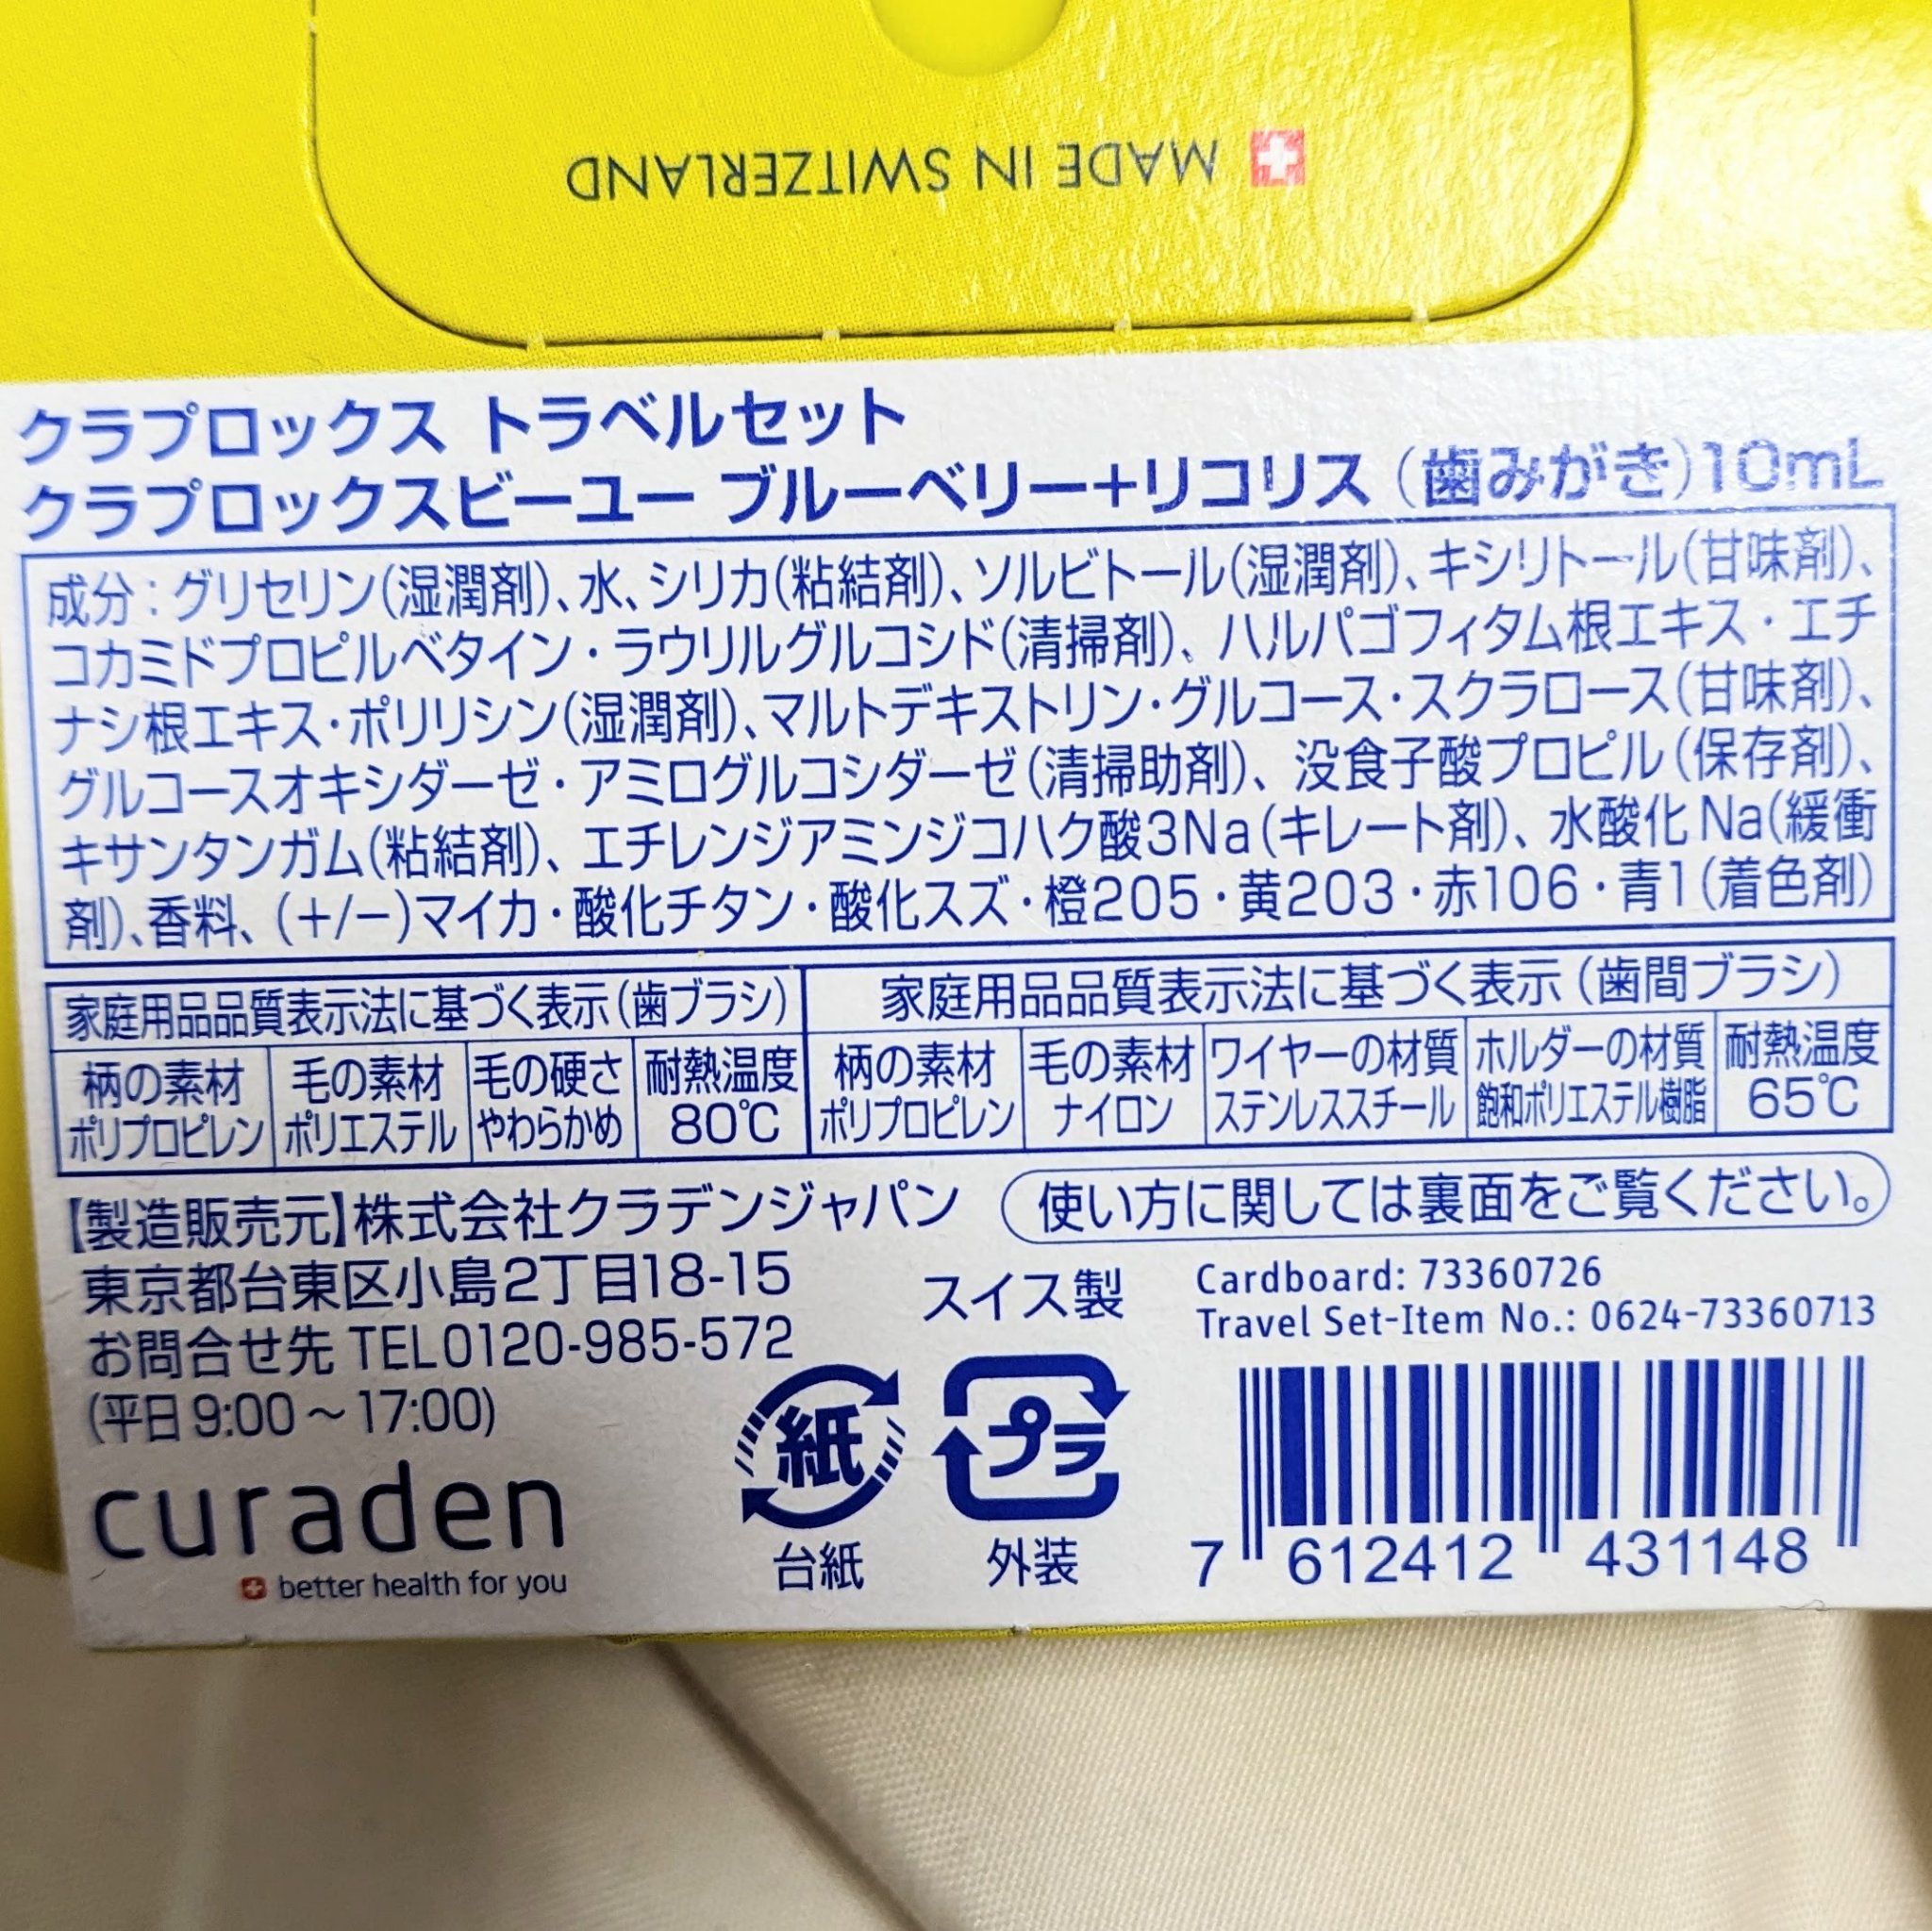 MADE IN SWITZERLAND
クラプロックス トラベルセット
クラプロックスビーユー ブルーベリー+リコリス(歯みがき)10mL
成分:グリセリン(湿潤剤)、水、シリカ(粘結剤)、ソルビトール(湿潤剤)、キシリトール(甘味剤)、
コカミドプロピルベタイン・ラウリルグルコシド(清掃剤)、ハルパゴフィタム根エキス・エチ
ナシ根エキス・ポリリシン(湿潤剤)、マルトデキストリン・グルコース・スクラロース(甘味剤)、
グルコースオキシダーゼ・アミログルコシダーゼ(清掃助剤)、没食子酸プロピル(保存剤)、
キサンタンガム(粘結剤)、エチレンジアミンジコハク酸3Na(キレート剤)、水酸化Na(緩衝
剤)、香料、(+/−)マイカ・酸化チタン・酸化スズ・橙205・黄203・赤106・青1(着色剤)
家庭用品品質表示法に基づく表示(歯ブラシ) 家庭用品品質表示法に基づく表示(歯間ブラシ)
柄の素材 毛の素材 毛の硬さ 耐熱温度 柄の素材 毛の素材 ワイヤーの材質 ホルダーの材質 耐熱温度
ポリプロピレン ポリエステル やわらかめ 80℃ ポリプロピレン ナイロン ステンレススチール 飽和ポリエステル樹脂 65℃
【製造販売元】株式会社クラデンジャパン 使い方に関しては裏面をご覧ください。
東京都台東区小島2丁目18-15
お問合せ先 TEL0120-985-572
(平日9:00~17:00)
スイス製
Cardboard: 73360726
Travel Set-Item No.: 0624-73360713
curaden
better health for you
紙
台紙
プラ
外装
7 612412 431148